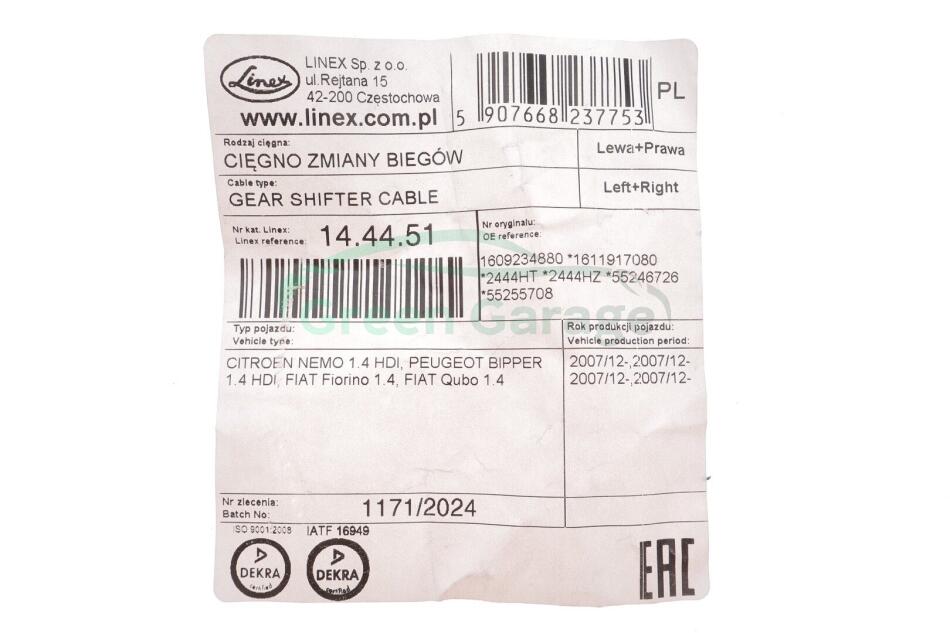 Linex
LINEX Sp. z o.o.
ul.Rejtana 15
42-200 Częstochowa
www.linex.com.pl
5 907668 237753
PL
Rodzaj cięgna:
CIĘGNO ZMIANY BIEGÓW
Lewa+Prawa
Cable type:
GEAR SHIFTER CABLE
Left+Right
Nr kat. Linex:
Linex reference:
14.44.51
Nr oryginału:
OE reference:
1609234880 *1611917080
*2444HT *2444HZ *55246726
*55255708
Green Garage
Typ pojazdu:
Vehicle type:
Rok produkcji pojazdu:
Vehicle production period:
CITROEN NEMO 1.4 HDI, PEUGEOT BIPPER
1.4 HDI, FIAT Fiorino 1.4, FIAT Qubo 1.4
2007/12-,2007/12-
2007/12-,2007/12-
Nr zlecenia:
Batch No:
1171/2024
ISO 9001:2008
IATF 16949
DEKRA
certified
DEKRA
certified
EAC